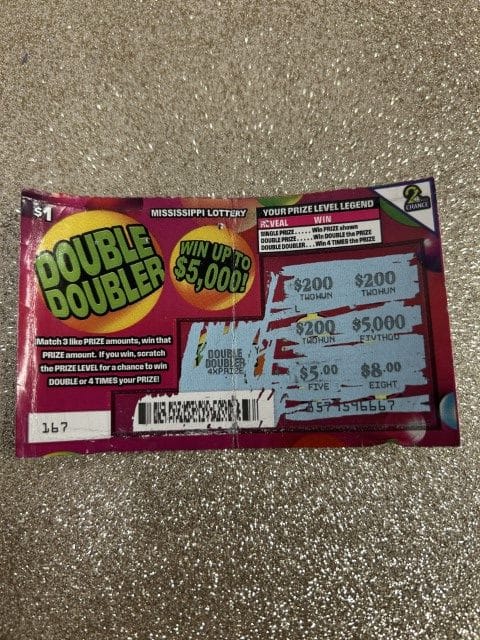 $1
MISSISSIPPI LOTTERY
2nd CHANCE
YOUR PRIZE LEVEL LEGEND
REVEAL WIN
SINGLE PRIZE..... Win PRIZE shown
DOUBLE PRIZE..... Win DOUBLE the PRIZE
DOUBLE DOUBLER... Win 4 TIMES the PRIZE
DOUBLE
DOUBLER
WIN UP TO
$5,000!
Match 3 like PRIZE amounts, win that
PRIZE amount. If you win, scratch
the PRIZE LEVEL for a chance to win
DOUBLE or 4 TIMES your PRIZE!
DOUBLE
DOUBLER
4XPRIZE
$200 $200
TWOHUN TWOHUN
$200 $5,000
TWOHUN FIVTHOU
$5.00 $8.00
FIVE EIGHT
167